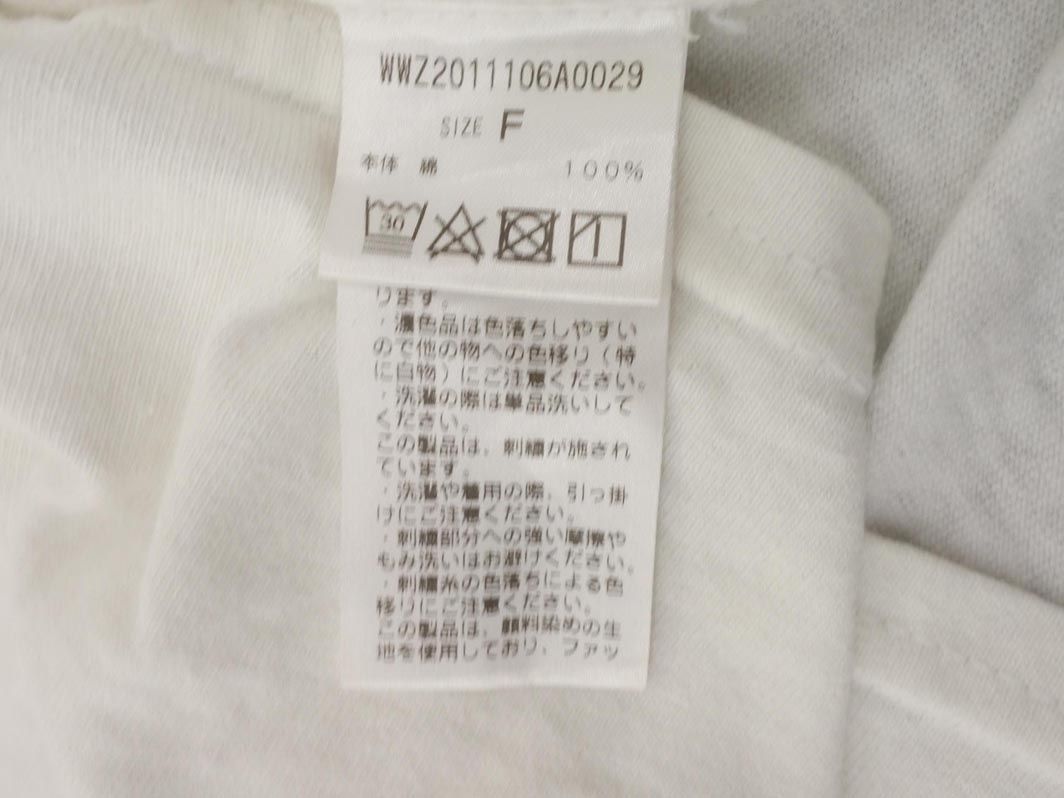 WWZ2011106A0029
SIZE F
本体 綿 100%
30
ります。
・濃色品は色落ちしやすい
ので他の物への色移り(特
に白物)にご注意ください。
・洗濯の際は単品洗いして
ください。
この製品は、刺繍が施され
ています。
・洗濯や着用の際、引っ掛
けにご注意ください。
・刺繍部分への強い摩擦や
もみ洗いはお避けください。
・刺繍糸の色落ちによる色
移りにご注意ください。
この製品は、顔料染めの生
地を使用しており、ファッ